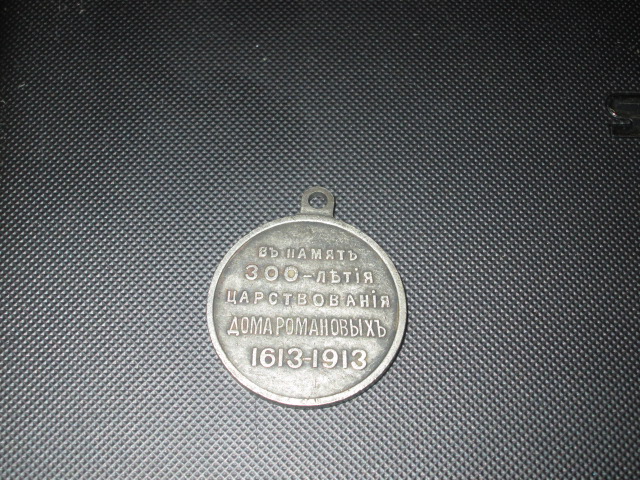 ВЪ ПАМЯТЬ
300-ЛѢТІЯ
ЦАРСТВОВАНІЯ
ДОМА РОМАНОВЫХЪ
1613-1913